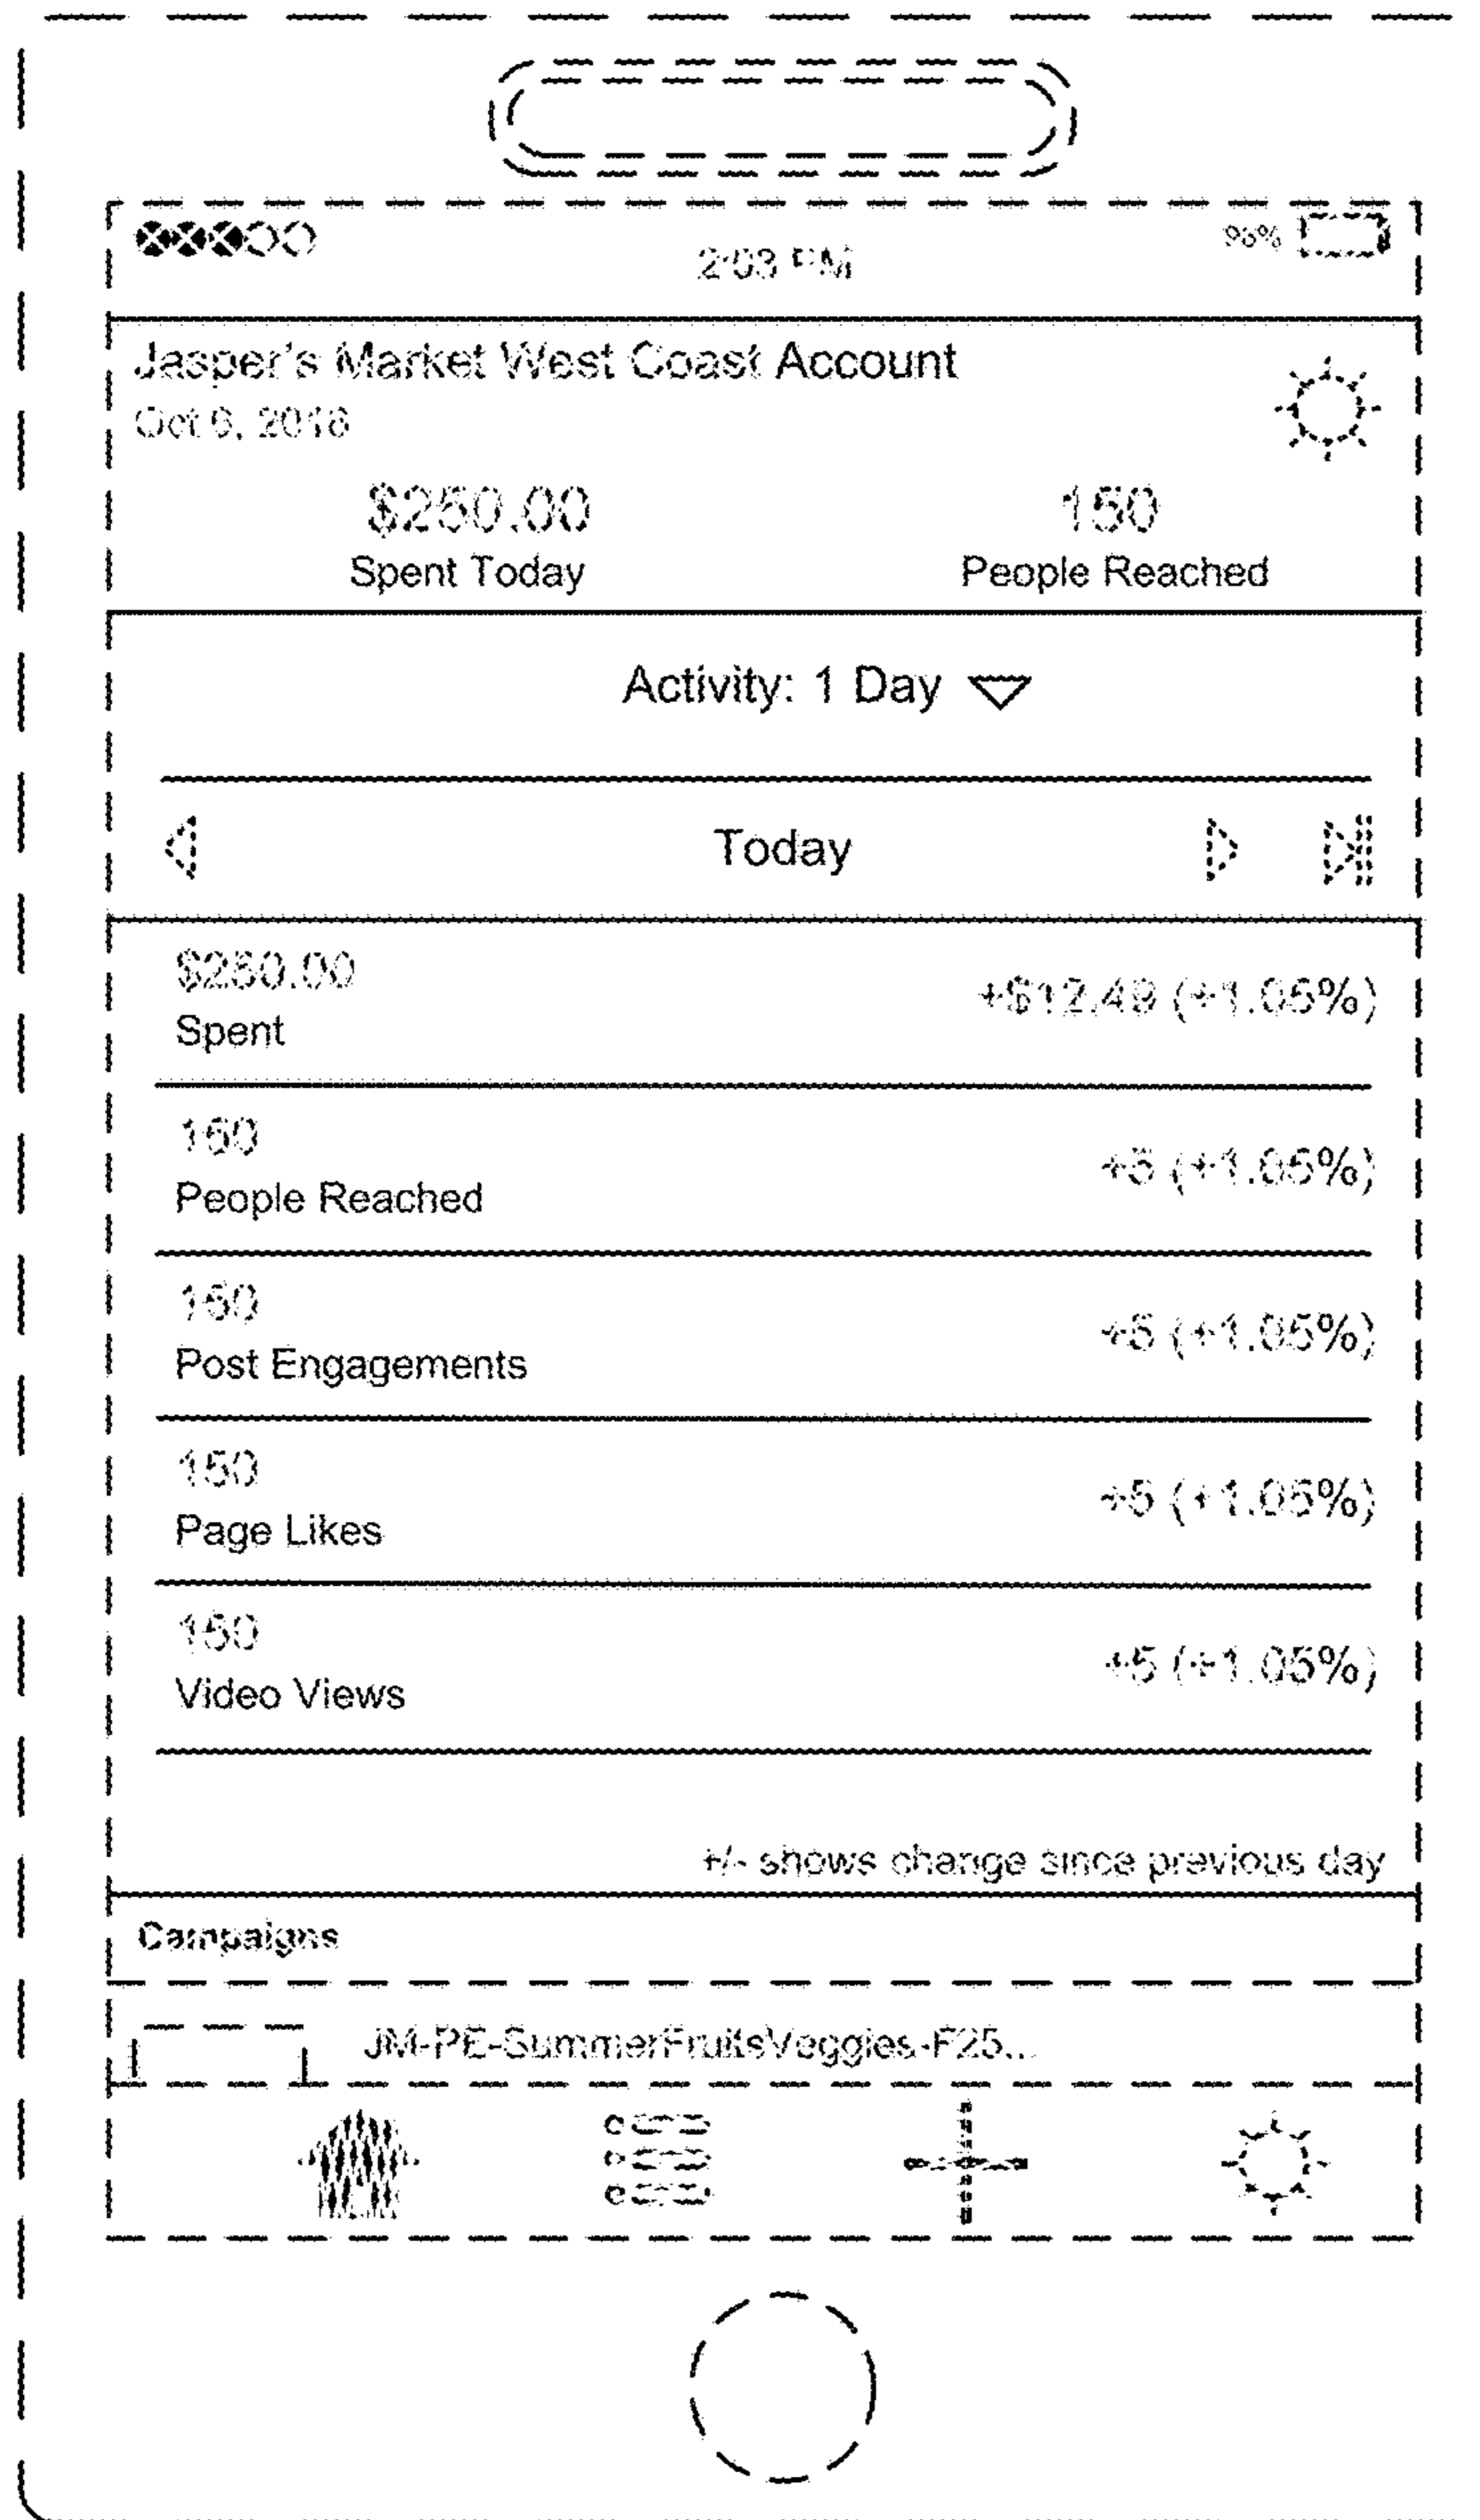 2:03 PM
Jasper's Market West Coast Account
$250.00
150
Spent Today
People Reached
Activity: 1 Day
Today
$250.00
+$12.49 (+1.05%)
Spent
150
+5 (+1.05%)
People Reached
150
+5 (+1.05%)
Post Engagements
150
+5 (+1.05%)
Page Likes
150
+5 (+1.05%)
Video Views
+/- shows change since previous day
Campaigns
JM-PE-SummerFruitsVeggies-F25...